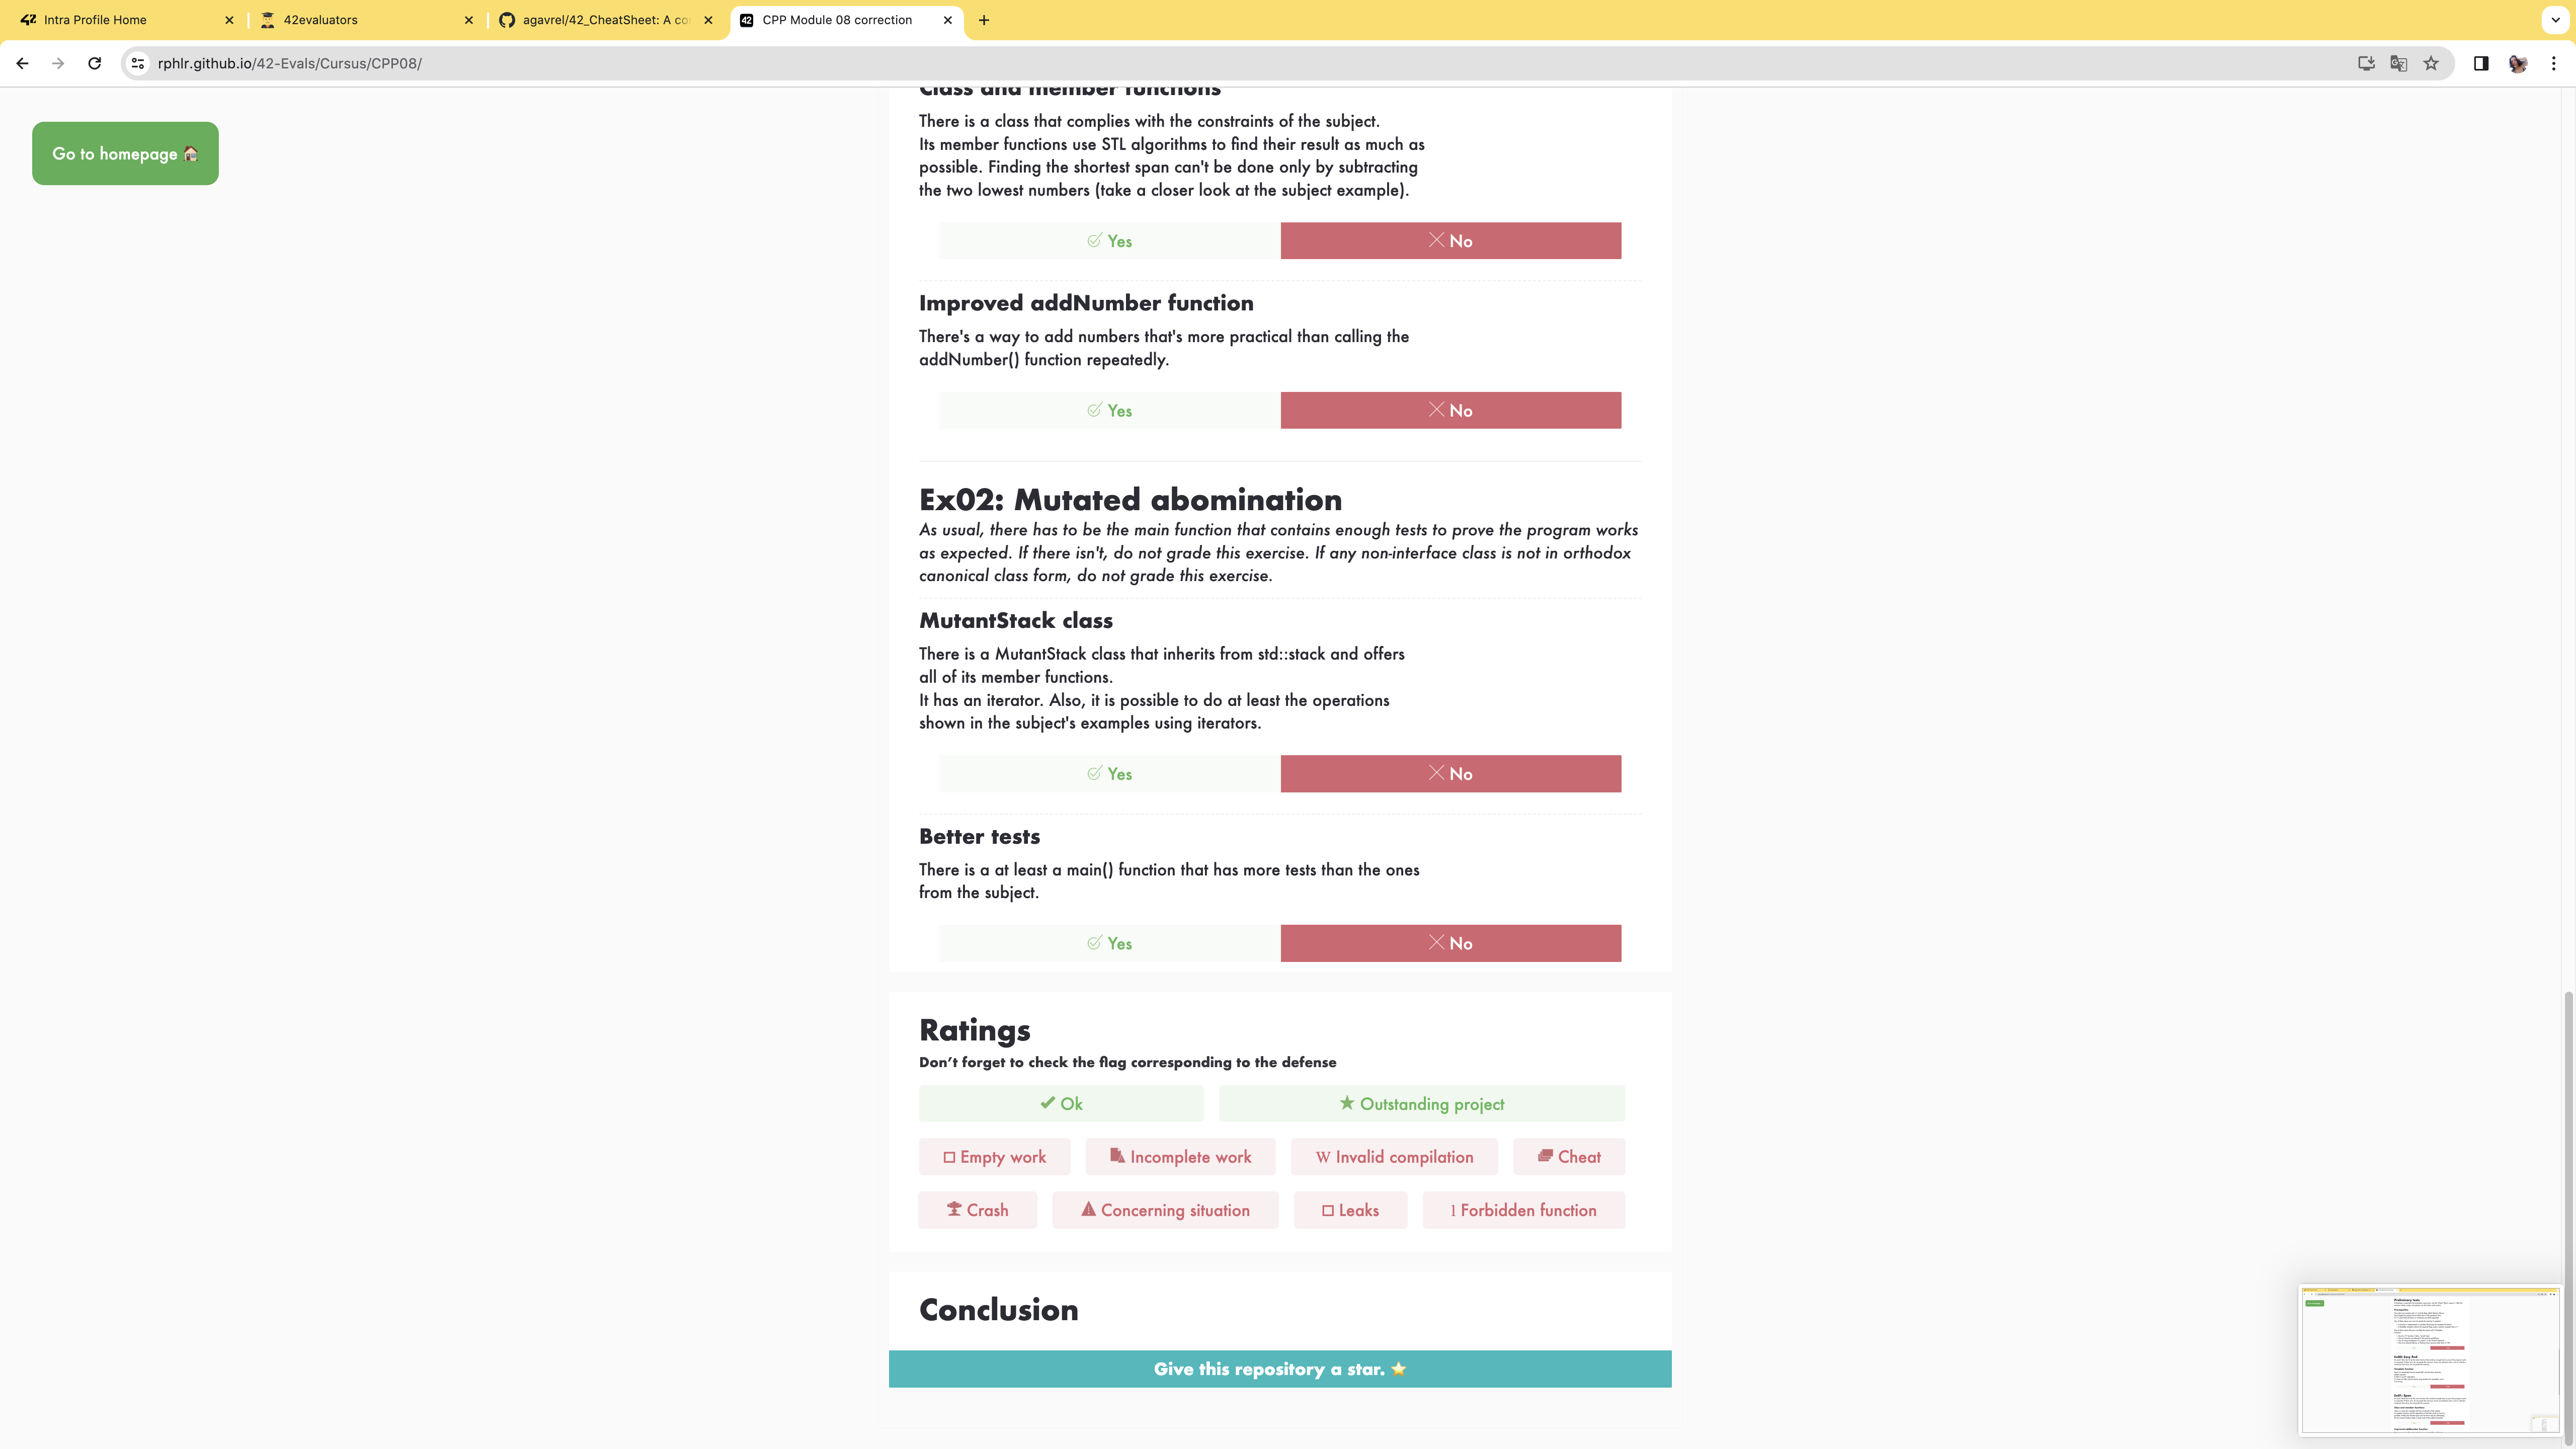 Intra Profile Home
42evaluators
agavrel/42_CheatSheet: A co
CPP Module 08 correction
rphlr.github.io/42-Evals/Cursus/CPP08/
Go to homepage
Class and member functions
There is a class that complies with the constraints of the subject.
Its member functions use STL algorithms to find their result as much as
possible. Finding the shortest span can't be done only by subtracting
the two lowest numbers (take a closer look at the subject example).
Yes
No
Improved addNumber function
There's a way to add numbers that's more practical than calling the
addNumber() function repeatedly.
Yes
No
Ex02: Mutated abomination
As usual, there has to be the main function that contains enough tests to prove the program works
as expected. If there isn't, do not grade this exercise. If any non-interface class is not in orthodox
canonical class form, do not grade this exercise.
MutantStack class
There is a MutantStack class that inherits from std::stack and offers
all of its member functions.
It has an iterator. Also, it is possible to do at least the operations
shown in the subject's examples using iterators.
Yes
No
Better tests
There is a at least a main() function that has more tests than the ones
from the subject.
Yes
No
Ratings
Don’t forget to check the flag corresponding to the defense
Ok
Outstanding project
Empty work
Incomplete work
W Invalid compilation
Cheat
Crash
Concerning situation
Leaks
l Forbidden function
Conclusion
Give this repository a star.